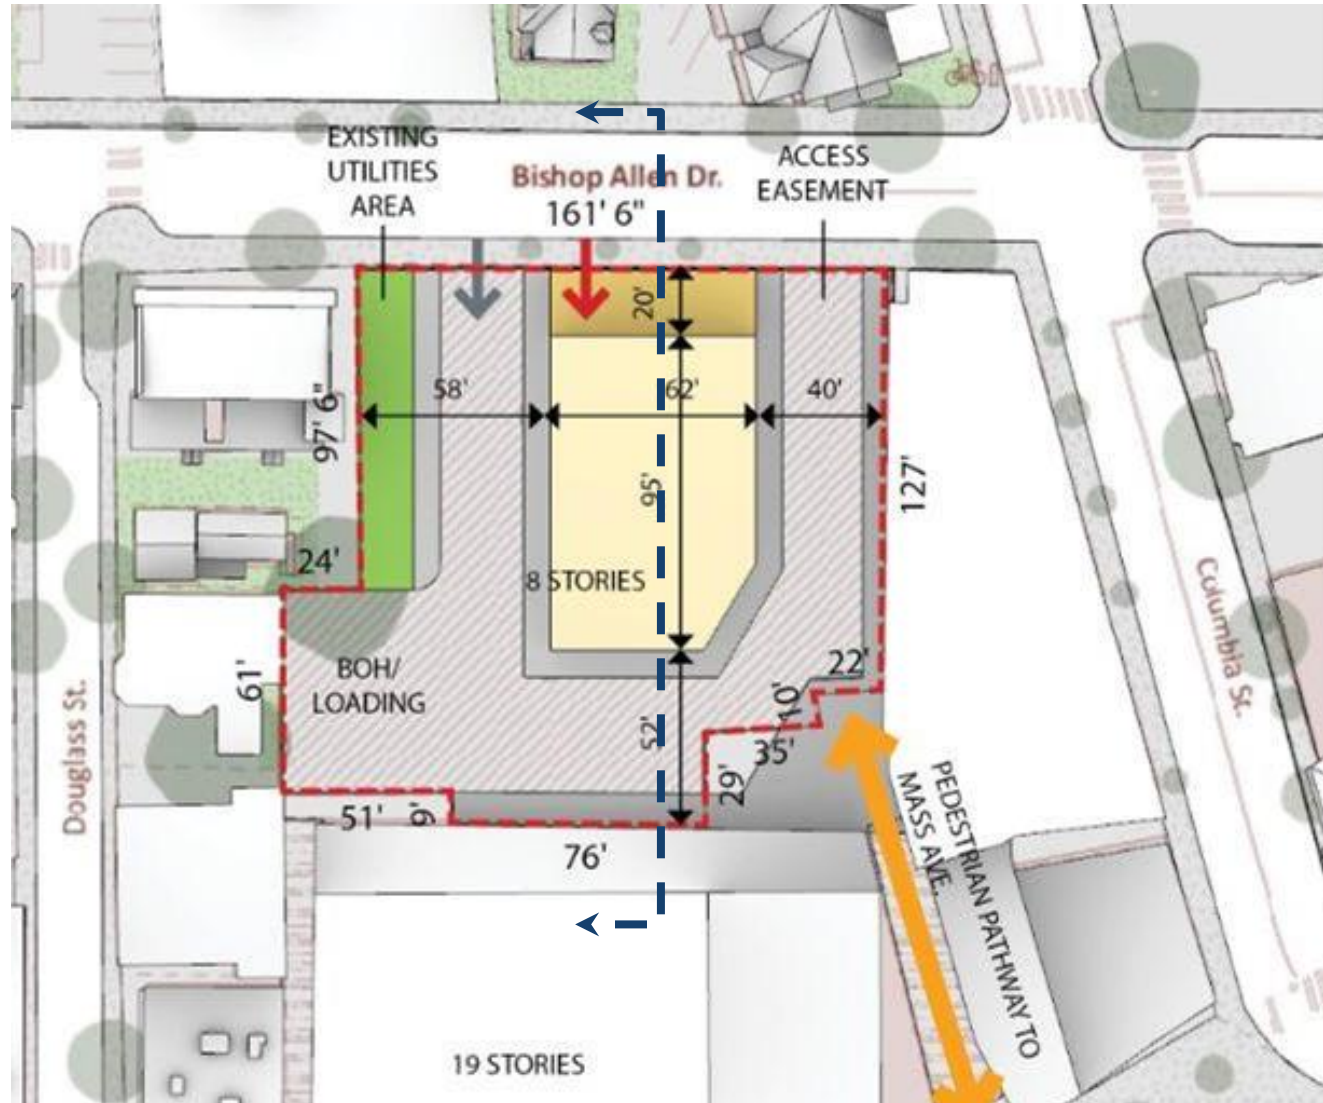 EXISTING
UTILITIES
AREA
Bishop Allen Dr.
161' 6"
ACCESS
EASEMENT
20'
58'
62'
40'
97' 6"
95'
127'
24'
8 STORIES
BOH/
LOADING
61'
22'
10'
52'
35'
29'
51'
9'
76'
Douglass St.
Columbia St.
PEDESTRIAN PATHWAY TO
MASS AVE.
19 STORIES